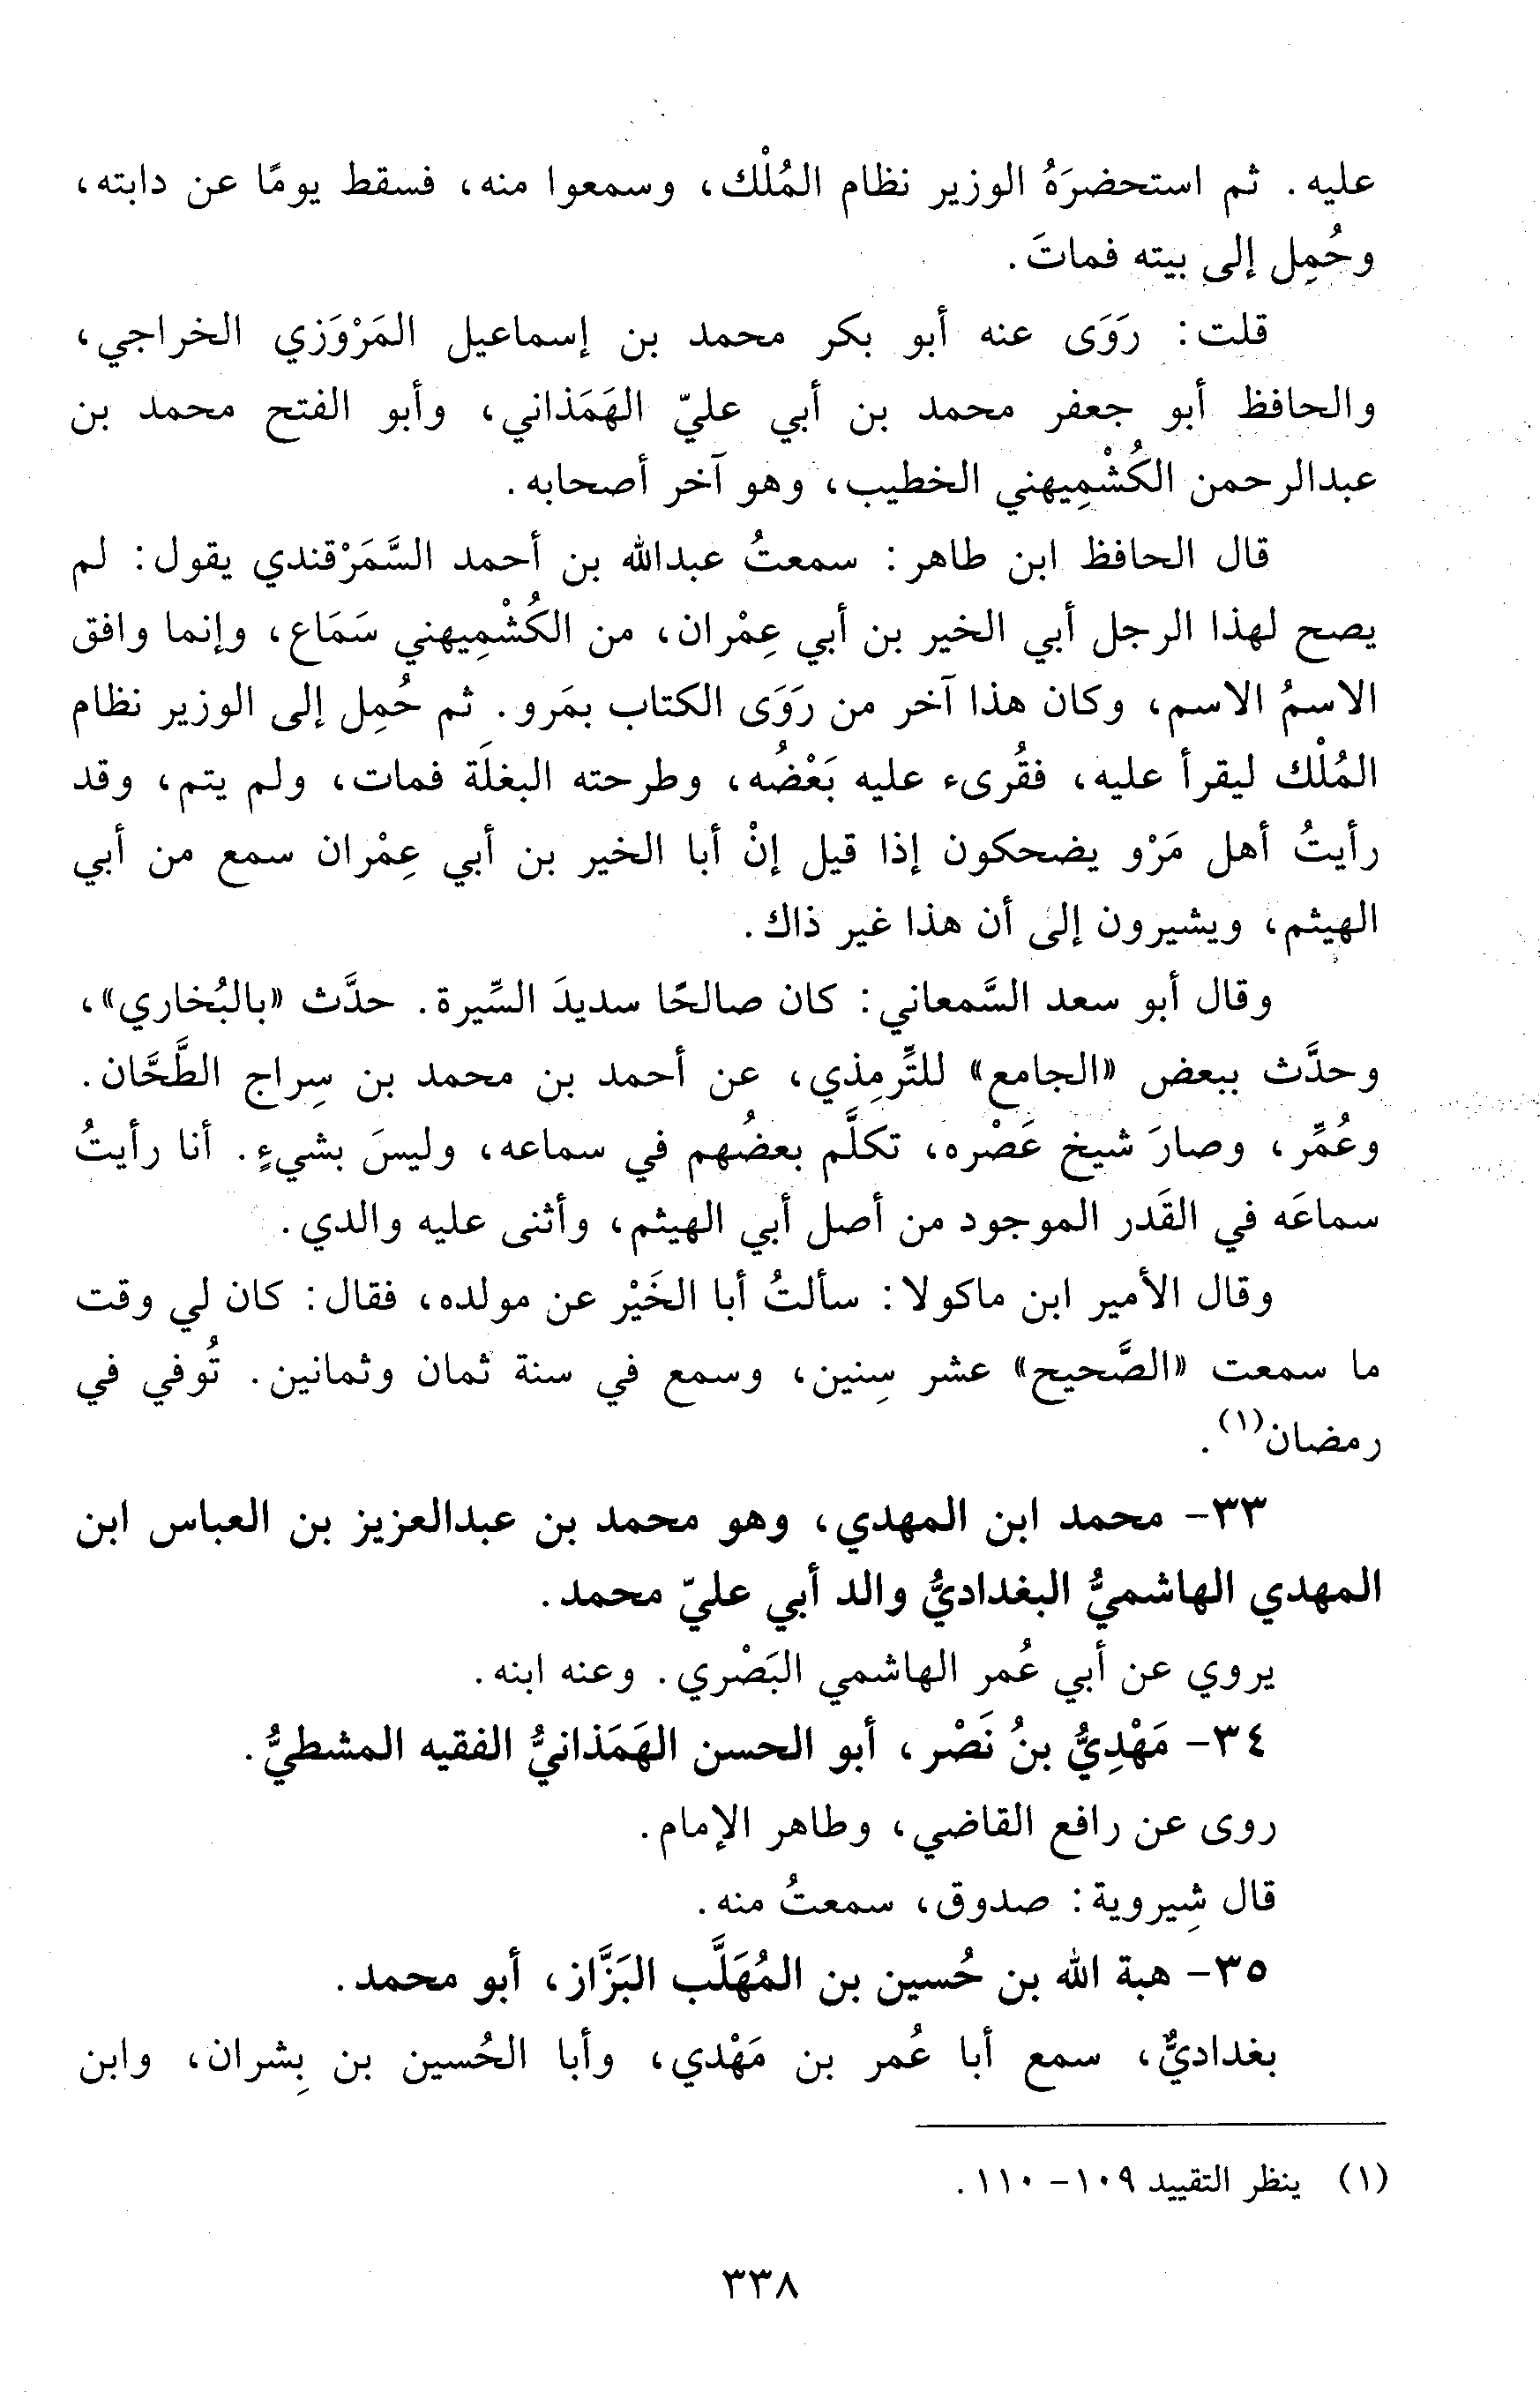 عليه. ثم استحضرَهُ الوزير نظام المُلْك، وسمعوا منه، فسقط يومًا عن دابته،
وحُمِل إلى بيته فماتَ.
قلت: رَوَى عنه أبو بكر محمد بن إسماعيل المَرْوَزي الخراجي،
والحافظ أبو جعفر محمد بن أبي عليّ الهَمَذاني، وأبو الفتح محمد بن
عبدالرحمن الكُشْمِيهني الخطيب، وهو آخر أصحابه.
قال الحافظ ابن طاهر: سمعتُ عبدالله بن أحمد السَّمَرْقندي يقول: لم
يصح لهذا الرجل أبي الخير بن أبي عِمْران، من الكُشْمِيهني سَمَاع، وإنما وافق
الاسمُ الاسم، وكان هذا آخر من رَوَى الكتاب بمَرو. ثم حُمِل إلى الوزير نظام
المُلْك ليقرأ عليه، فقُرىء عليه بَعْضُه، وطرحته البغلَة فمات، ولم يتم، وقد
رأيتُ أهل مَرْو يضحكون إذا قيل إنْ أبا الخير بن أبي عِمْران سمع من أبي
الهيثم، ويشيرون إلى أن هذا غير ذاك.
وقال أبو سعد السَّمعاني: كان صالحًا سديدَ السِّيرة. حدَّث «بالبُخاري»،
وحدَّث ببعض «الجامع» للتِّرمِذي، عن أحمد بن محمد بن سِراج الطَّحَّان.
وعُمِّر، وصارَ شيخ عَصْره، تكلَّم بعضُهم في سماعه، وليسَ بشيءٍ. أنا رأيتُ
سماعَه في القَدر الموجود من أصل أبي الهيثم، وأثنى عليه والدي.
وقال الأمير ابن ماكولا: سألتُ أبا الخَيْر عن مولده، فقال: كان لي وقت
ما سمعت «الصَّحيح» عشر سِنين، وسمع في سنة ثمان وثمانين. تُوفي في
رمضان(١).
٣٣- محمد ابن المهدي، وهو محمد بن عبدالعزيز بن العباس ابن
المهدي الهاشميُّ البغداديُّ والد أبي عليّ محمد.
يروي عن أبي عُمر الهاشمي البَصْري. وعنه ابنه.
٣٤- مَهْدِيُّ بنُ نَصْر، أبو الحسن الهَمَذانيُّ الفقيه المشطيُّ.
روى عن رافع القاضي، وطاهر الإمام.
قال شِيروية: صدوق، سمعتُ منه.
٣٥- هبة الله بن حُسين بن المُهَلَّب البَزَّاز، أبو محمد.
بغداديٌّ، سمع أبا عُمر بن مَهْدي، وأبا الحُسين بن بِشران، وابن
(١) ينظر التقييد ١٠٩- ١١٠.
٣٣٨